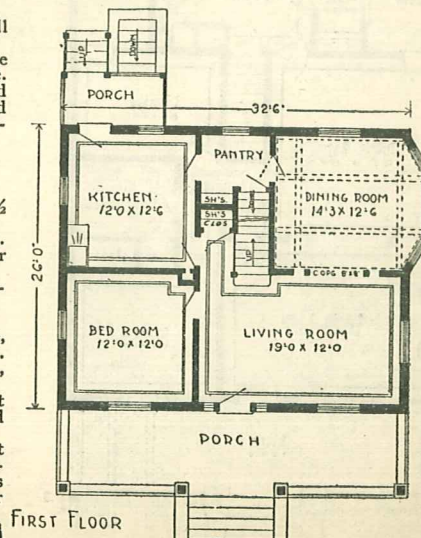 UP
DOWN
PORCH
32'6"
PANTRY
KITCHEN
12'0 X 12'6
DINING ROOM
14'3 X 12'6
SH'S
SH'S
CLOS
UP
26'0"
BED ROOM
12'0 X 12'0
LIVING ROOM
19'0 X 12'0
PORCH
FIRST FLOOR